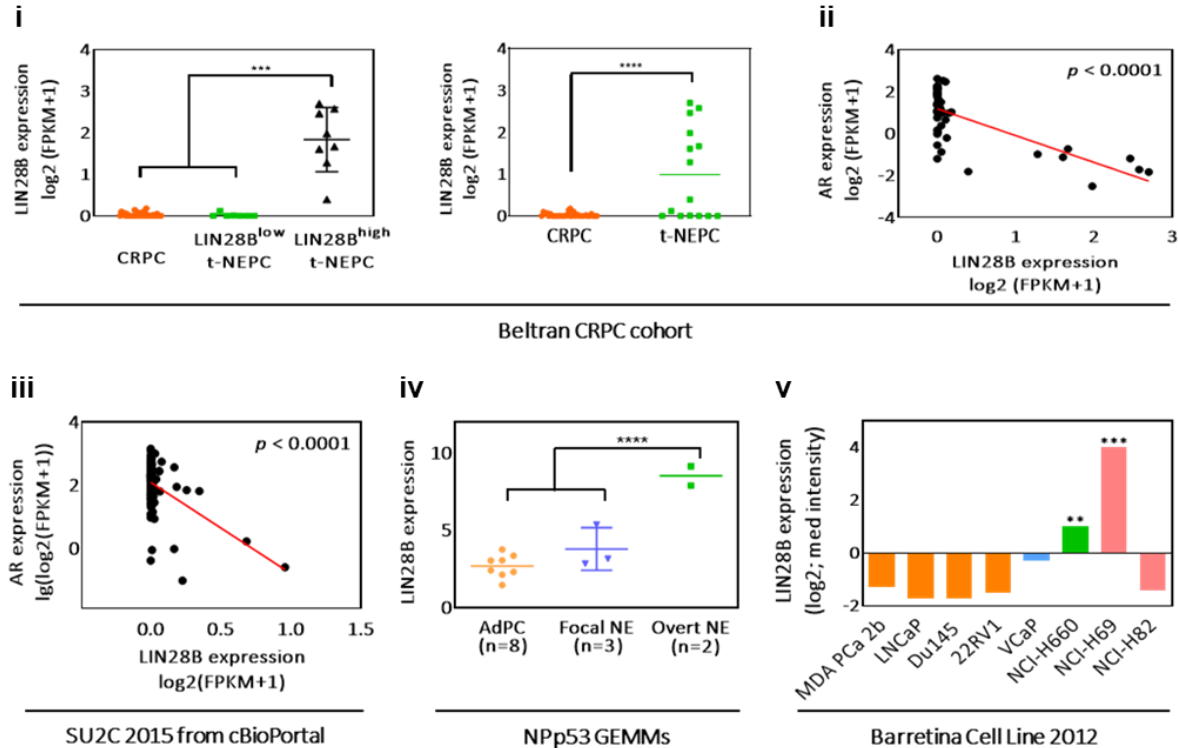 i
LIN28B expression
log2 (FPKM+1)
4
3
2
1
0
***
CRPC
LIN28Blow
t-NEPC
LIN28Bhigh
t-NEPC
LIN28B expression
log2 (FPKM+1)
4
3
2
1
0
****
CRPC
t-NEPC
ii
AR expression
log2 (FPKM+1)
4
2
0
-2
-4
p < 0.0001
0
1
2
3
LIN28B expression
log2 (FPKM+1)
Beltran CRPC cohort
iii
AR expression
lg(log2(FPKM+1))
4
2
0
p < 0.0001
0.0
0.5
1.0
1.5
LIN28B expression
log2(FPKM+1)
SU2C 2015 from cBioPortal
iv
LIN28B expression
10
5
0
****
AdPC
(n=8)
Focal NE
(n=3)
Overt NE
(n=2)
NPp53 GEMMs
v
LIN28B expression
(log2; med intensity)
4
2
0
-2
**
***
MDA PCa 2b
LNCaP
Du145
22RV1
VCaP
NCI-H660
NCI-H69
NCI-H82
Barretina Cell Line 2012